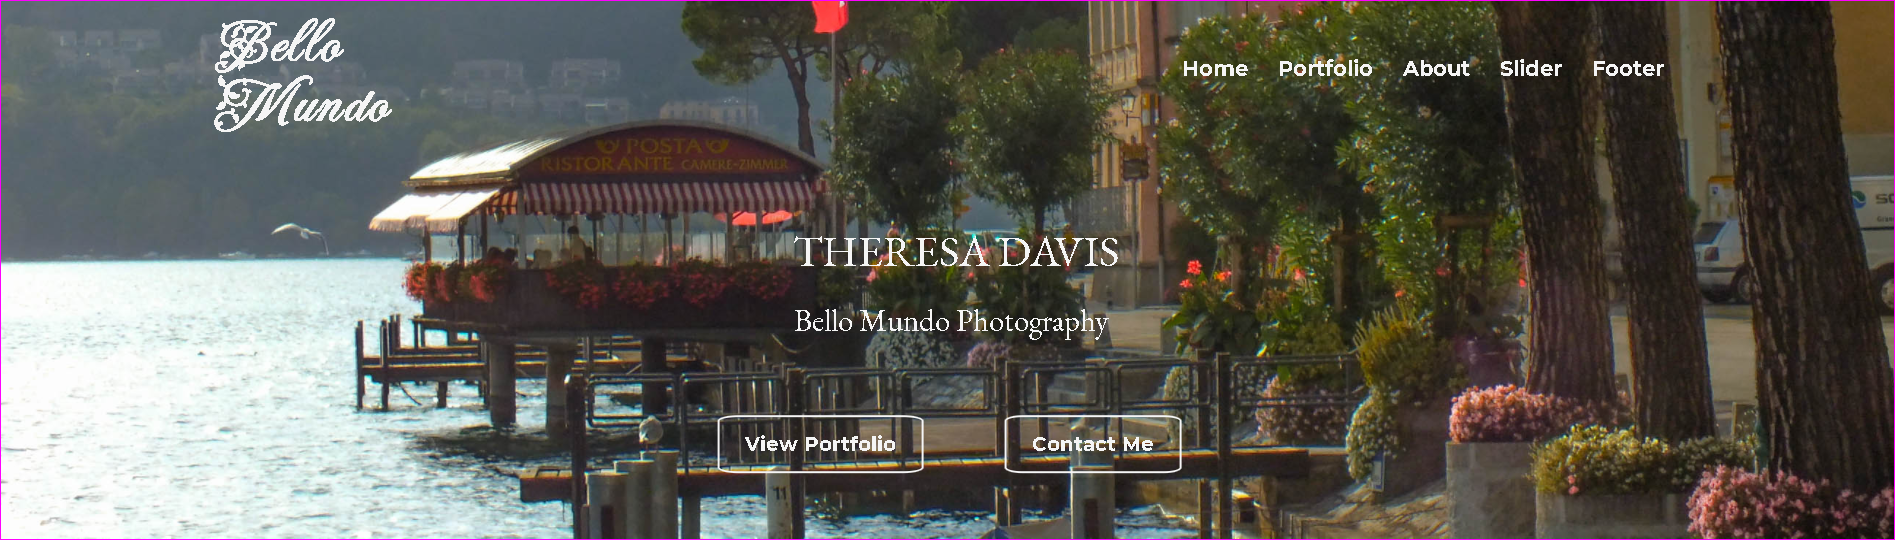 Bello
Mundo
Home Portfolio About Slider Footer
POSTA
RISTORANTE CAMERE-ZIMMER
THERESA DAVIS
Bello Mundo Photography
View Portfolio Contact Me
11